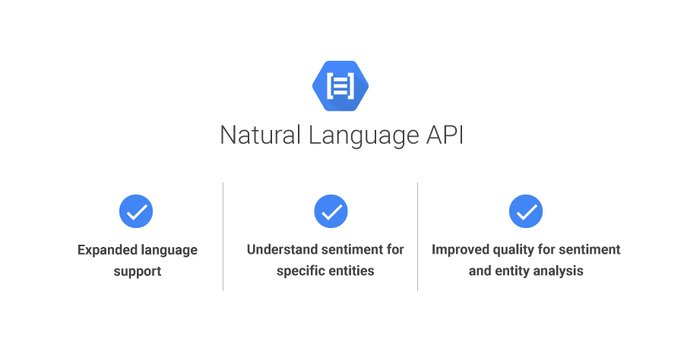 Natural Language API
Expanded language
support
Understand sentiment for
specific entities
Improved quality for sentiment
and entity analysis